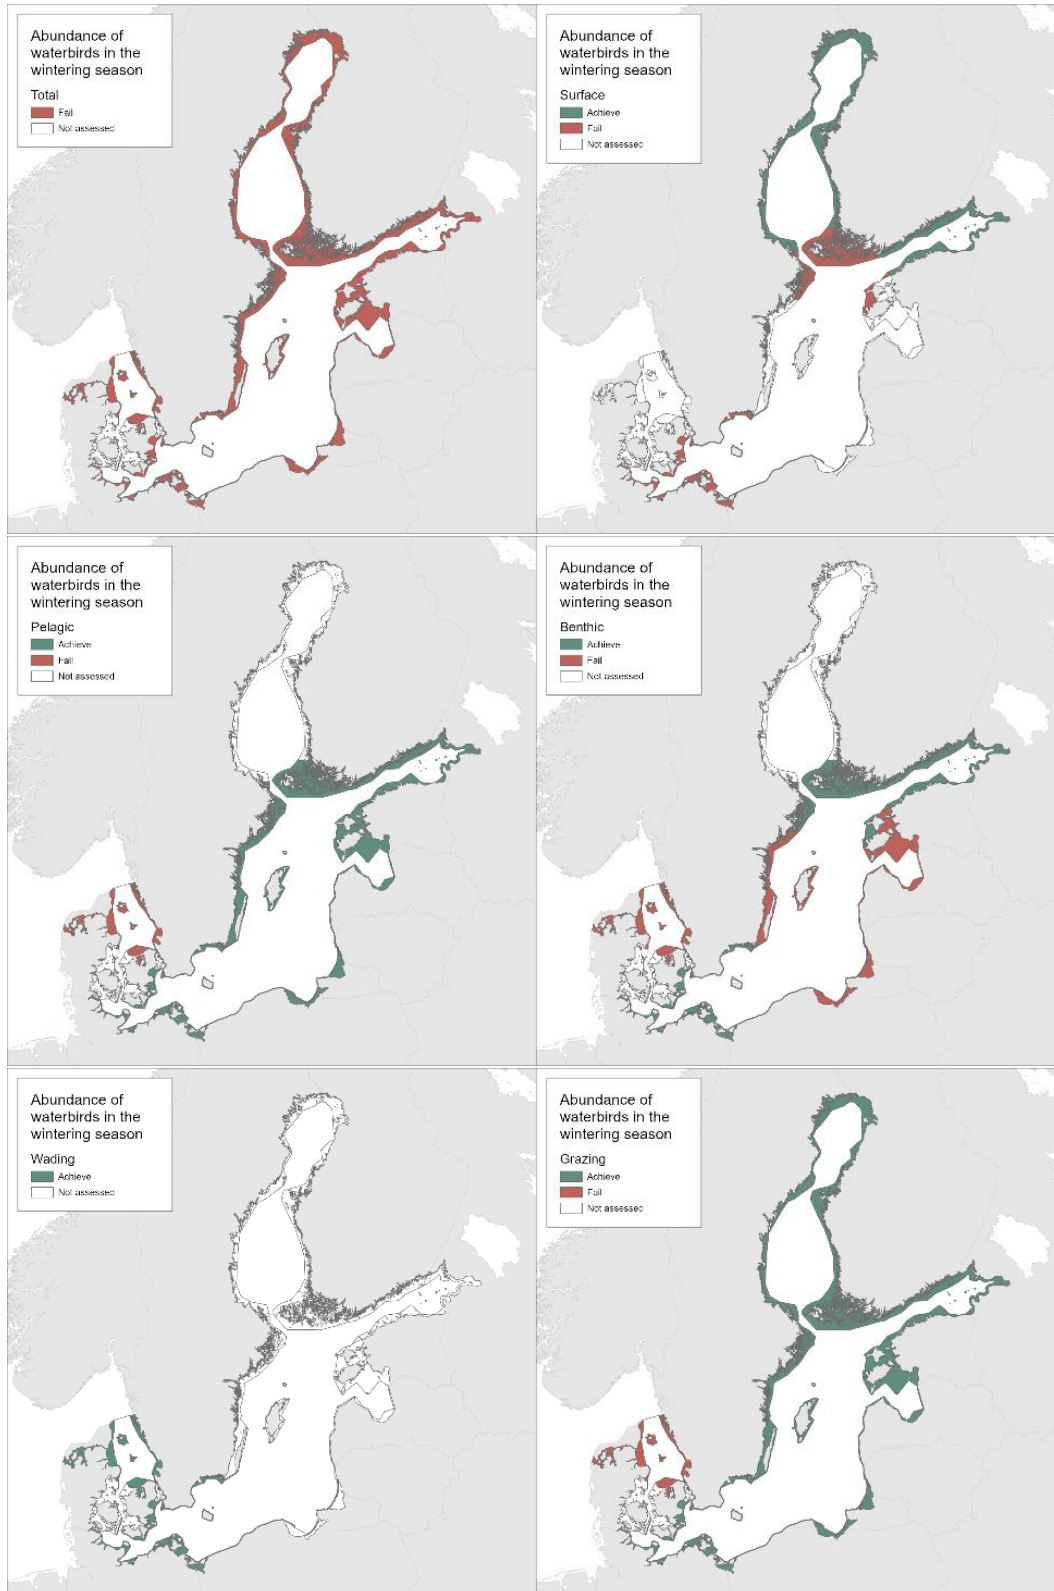 Abundance of
waterbirds in the
wintering season
Total
Fail
Not assessed
Abundance of
waterbirds in the
wintering season
Surface
Achieve
Fail
Not assessed
Abundance of
waterbirds in the
wintering season
Pelagic
Achieve
Fail
Not assessed
Abundance of
waterbirds in the
wintering season
Benthic
Achieve
Fail
Not assessed
Abundance of
waterbirds in the
wintering season
Wading
Achieve
Not assessed
Abundance of
waterbirds in the
wintering season
Grazing
Achieve
Fail
Not assessed